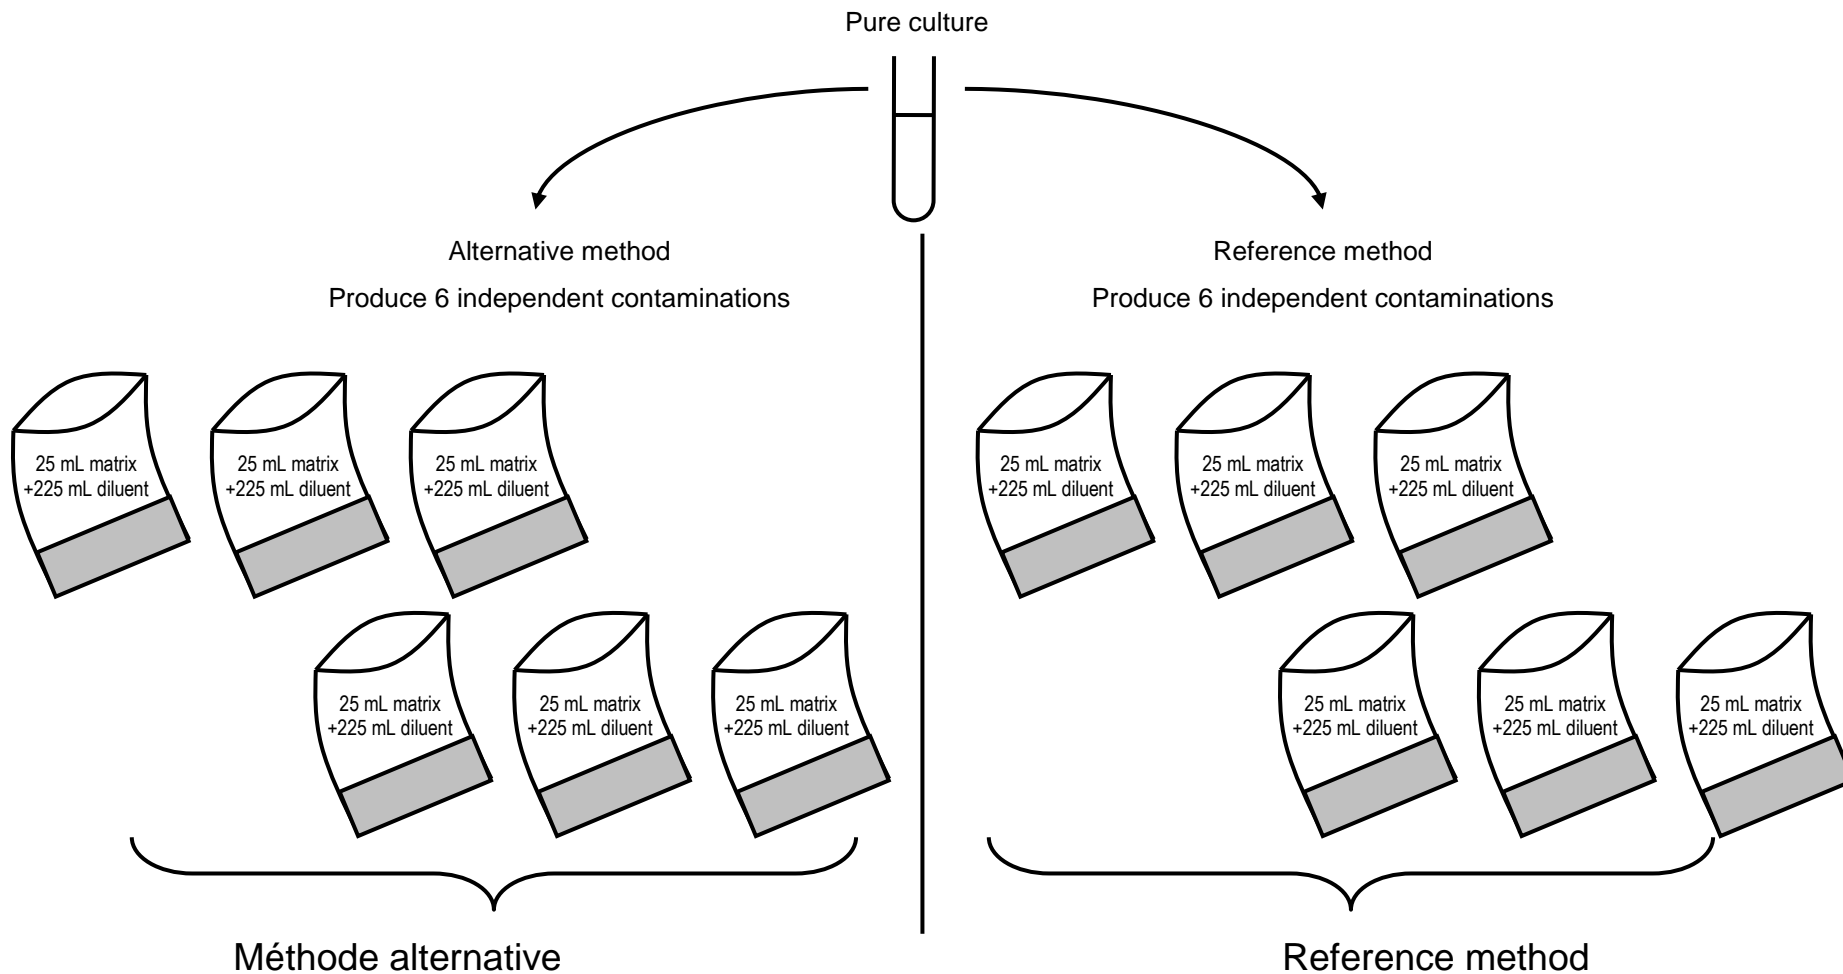 Pure culture
Alternative method
Produce 6 independent contaminations
25 mL matrix
+225 mL diluent
25 mL matrix
+225 mL diluent
25 mL matrix
+225 mL diluent
25 mL matrix
+225 mL diluent
25 mL matrix
+225 mL diluent
25 mL matrix
+225 mL diluent
Méthode alternative
Reference method
Produce 6 independent contaminations
25 mL matrix
+225 mL diluent
25 mL matrix
+225 mL diluent
25 mL matrix
+225 mL diluent
25 mL matrix
+225 mL diluent
25 mL matrix
+225 mL diluent
25 mL matrix
+225 mL diluent
Reference method